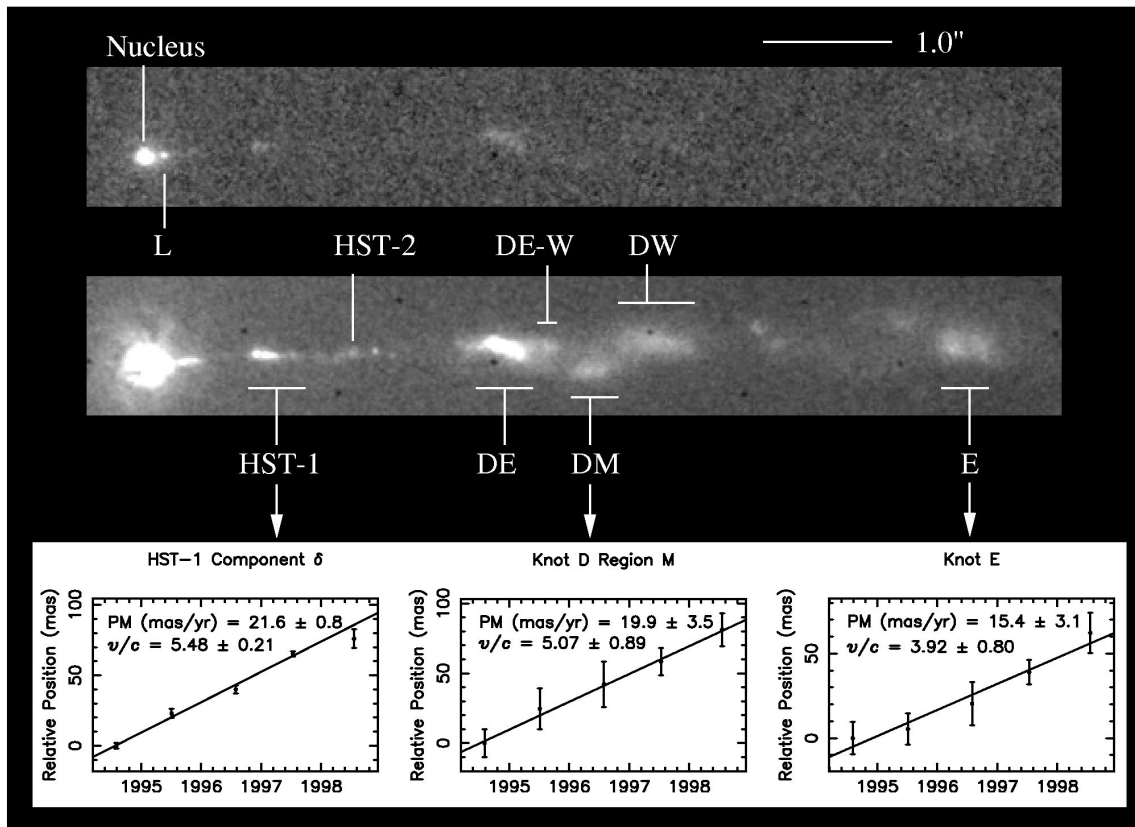 Nucleus
1.0"
L
HST-2
DE-W
DW
HST-1
DE
DM
E
HST-1 Component δ
Relative Position (mas)
100
50
0
PM (mas/yr) = 21.6 ± 0.8
υ/c = 5.48 ± 0.21
1995 1996 1997 1998
Knot D Region M
Relative Position (mas)
100
50
0
PM (mas/yr) = 19.9 ± 3.5
υ/c = 5.07 ± 0.89
1995 1996 1997 1998
Knot E
Relative Position (mas)
50
0
PM (mas/yr) = 15.4 ± 3.1
υ/c = 3.92 ± 0.80
1995 1996 1997 1998